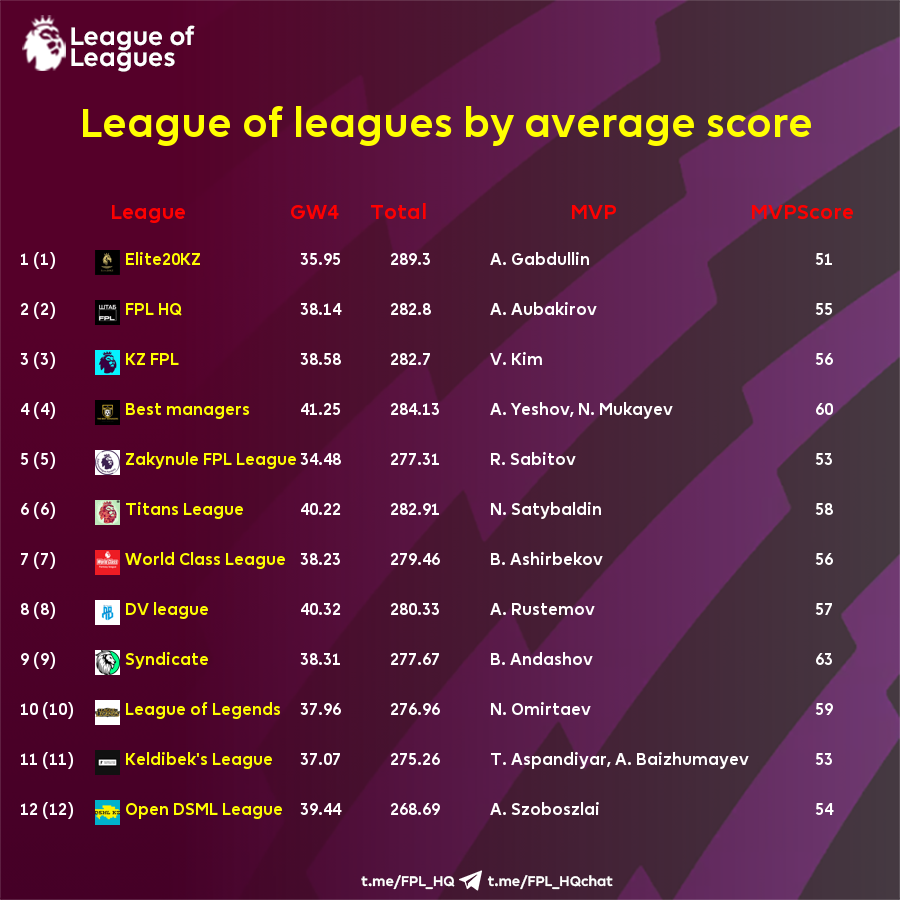 League of
Leagues
League of leagues by average score
League GW4 Total MVP MVPScore
1 (1) Elite20KZ 35.95 289.3 A. Gabdullin 51
2 (2) ШТАБ FPL FPL HQ 38.14 282.8 A. Aubakirov 55
3 (3) KZ FPL 38.58 282.7 V. Kim 56
4 (4) Best managers 41.25 284.13 A. Yeshov, N. Mukayev 60
5 (5) Zakynule FPL League 34.48 277.31 R. Sabitov 53
6 (6) Titans League 40.22 282.91 N. Satybaldin 58
7 (7) World Class League 38.23 279.46 B. Ashirbekov 56
8 (8) DV league 40.32 280.33 A. Rustemov 57
9 (9) Syndicate 38.31 277.67 B. Andashov 63
10 (10) League of Legends 37.96 276.96 N. Omirtaev 59
11 (11) Keldibek's League 37.07 275.26 T. Aspandiyar, A. Baizhumayev 53
12 (12) Open DSML League 39.44 268.69 A. Szoboszlai 54
t.me/FPL_HQ t.me/FPL_HQchat